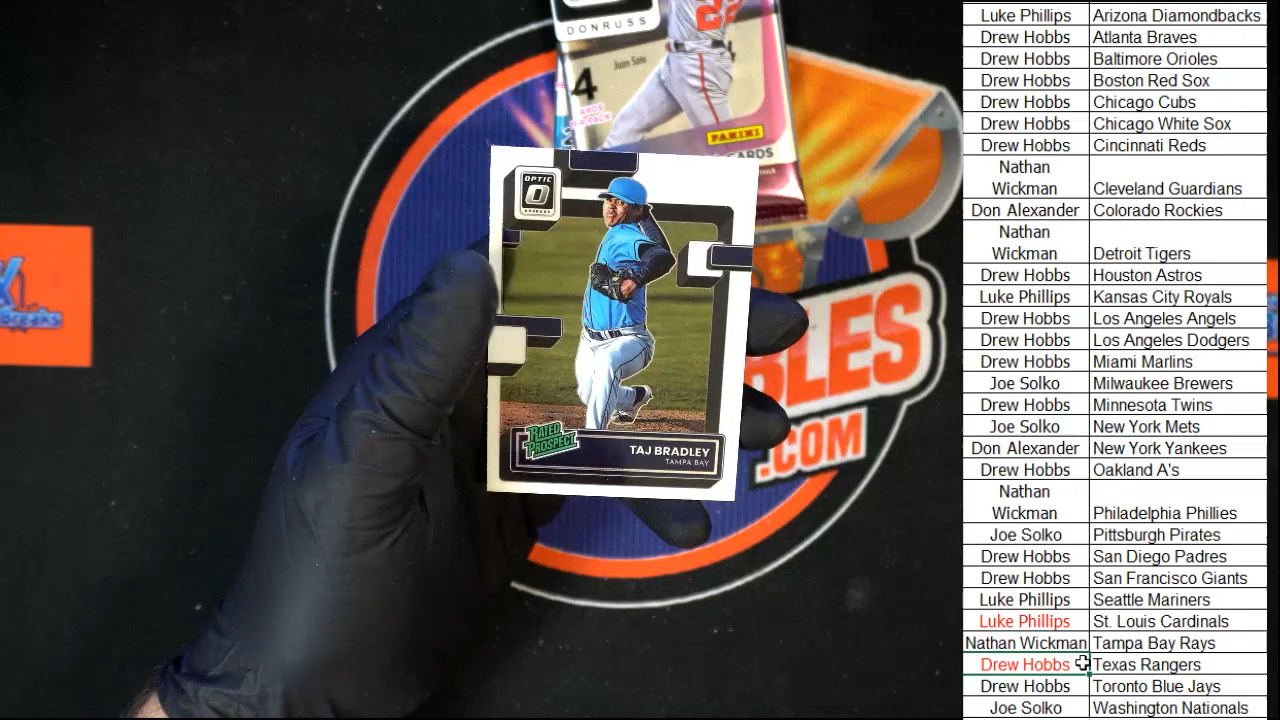 DONRUSS
Juan Soto
4
CARDS
PER PACK
PANINI
CARDS
OPTIC
DONRUSS
RATED
PROSPECT
TAJ BRADLEY
TAMPA BAY
BLES
.COM
breaks
Luke Phillips Arizona Diamondbacks
Drew Hobbs Atlanta Braves
Drew Hobbs Baltimore Orioles
Drew Hobbs Boston Red Sox
Drew Hobbs Chicago Cubs
Drew Hobbs Chicago White Sox
Drew Hobbs Cincinnati Reds
Nathan
Wickman Cleveland Guardians
Don Alexander Colorado Rockies
Nathan
Wickman Detroit Tigers
Drew Hobbs Houston Astros
Luke Phillips Kansas City Royals
Drew Hobbs Los Angeles Angels
Drew Hobbs Los Angeles Dodgers
Drew Hobbs Miami Marlins
Joe Solko Milwaukee Brewers
Drew Hobbs Minnesota Twins
Joe Solko New York Mets
Don Alexander New York Yankees
Drew Hobbs Oakland A's
Nathan
Wickman Philadelphia Phillies
Joe Solko Pittsburgh Pirates
Drew Hobbs San Diego Padres
Drew Hobbs San Francisco Giants
Luke Phillips Seattle Mariners
Luke Phillips St. Louis Cardinals
Nathan Wickman Tampa Bay Rays
Drew Hobbs Texas Rangers
Drew Hobbs Toronto Blue Jays
Joe Solko Washington Nationals